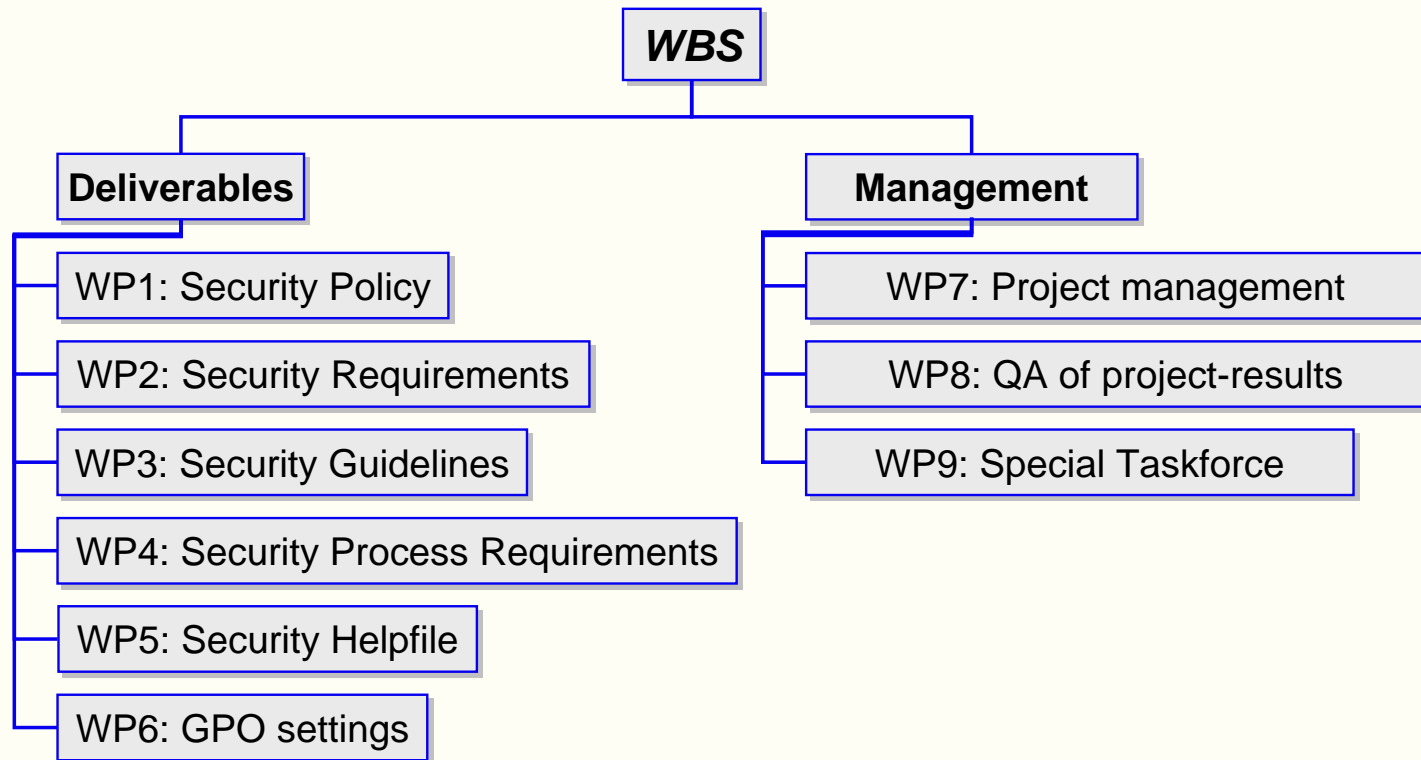 WBS
Deliverables
WP1: Security Policy
WP2: Security Requirements
WP3: Security Guidelines
WP4: Security Process Requirements
WP5: Security Helpfile
WP6: GPO settings
Management
WP7: Project management
WP8: QA of project-results
WP9: Special Taskforce